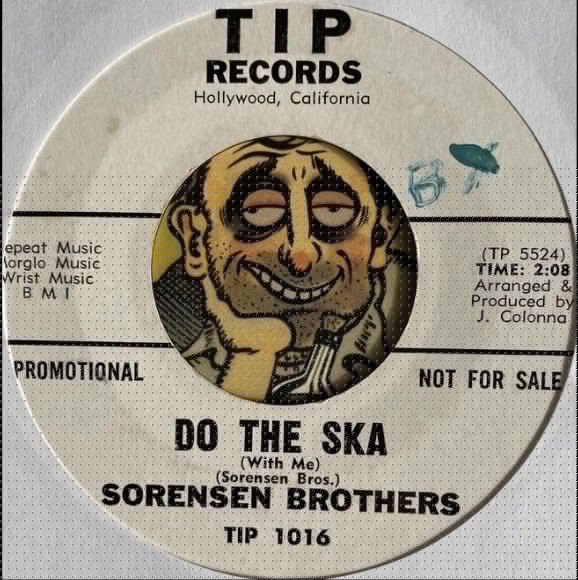 TIP
RECORDS
Hollywood, California
epeat Music
orglo Music
Wrist Music
B M I
(TP 5524)
TIME: 2:08
Arranged &
Produced by
J. Colonna
PROMOTIONAL
NOT FOR SALE
DO THE SKA
(With Me)
(Sorensen Bros.)
SORENSEN BROTHERS
TIP 1016